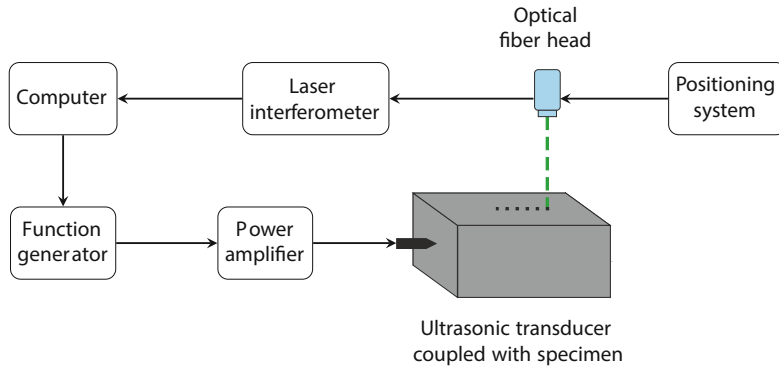 Optical
fiber head
Computer
Laser
interferometer
Positioning
system
Function
generator
Power
amplifier
Ultrasonic transducer
coupled with specimen